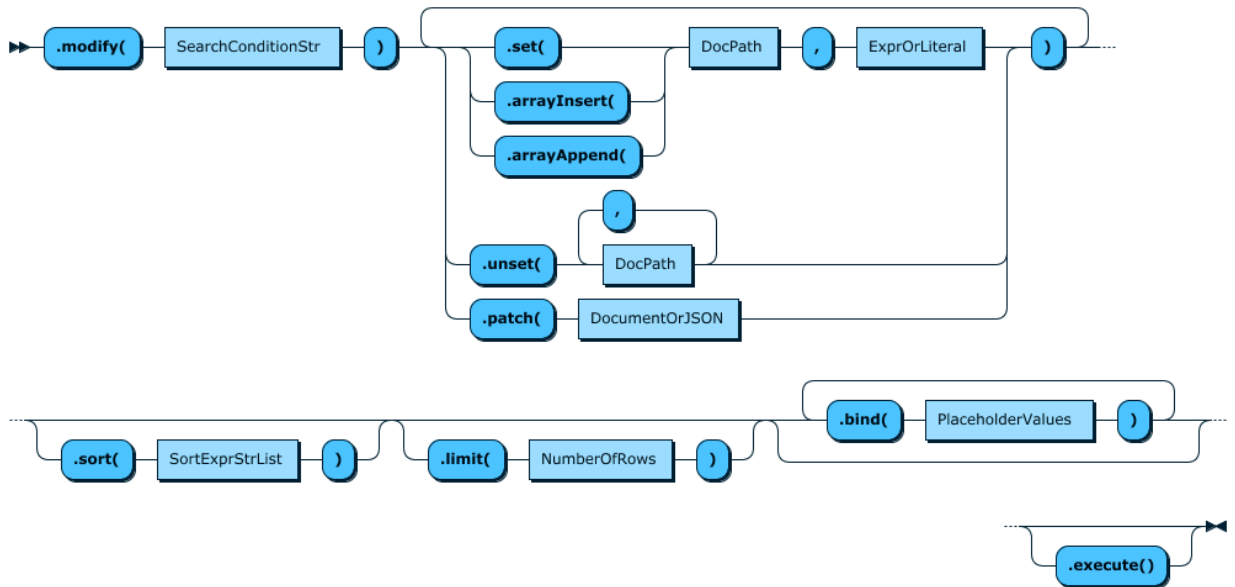 .modify( SearchConditionStr ) .set( DocPath , ExprOrLiteral )
.arrayInsert(
.arrayAppend(
,
.unset( DocPath
.patch( DocumentOrJSON
.bind( PlaceholderValues )
.sort( SortExprStrList ) .limit( NumberOfRows )
.execute()